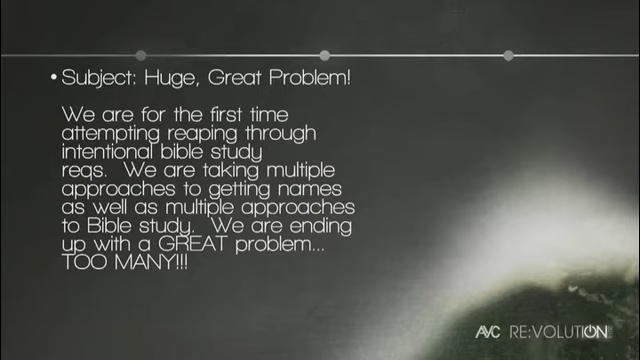 • Subject: Huge, Great Problem!
We are for the first time
attempting reaping through
intentional bible study
reqs. We are taking multiple
approaches to getting names
as well as multiple approaches
to Bible study. We are ending
up with a GREAT problem...
TOO MANY!!!
AVC RE:VOLUTION